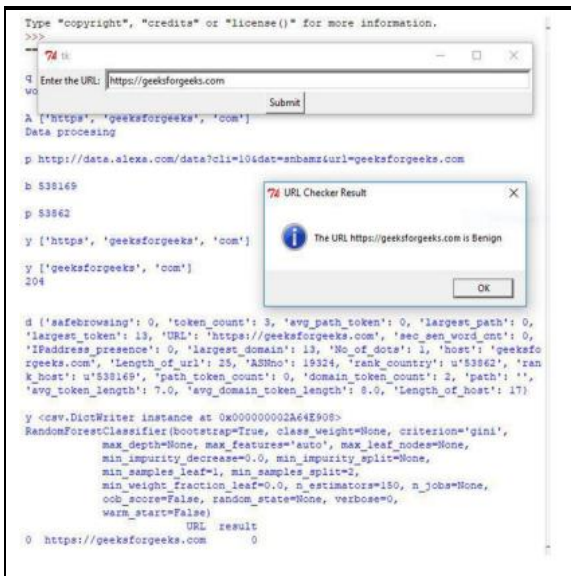 Type "copyright", "credits" or "license()" for more information.
>>>
==
tk
q
Enter the URL: https://geeksforgeeks.com
wo
Submit
A ['https', 'geeksforgeeks', 'com']
Data procesing
p http://data.alexa.com/data?cli=10&dat=snbamz&url=geeksforgeeks.com
b 538169
p 53862
y ['https', 'geeksforgeeks', 'com']
y ['geeksforgeeks', 'com']
204
URL Checker Result
The URL https://geeksforgeeks.com is Benign
OK
d {'safebrowsing': 0, 'token_count': 3, 'avg_path_token': 0, 'largest_path': 0,
'largest_token': 13, 'URL': 'https://geeksforgeeks.com', 'sec_sen_word_cnt': 0,
'IPaddress_presence': 0, 'largest_domain': 13, 'No_of_dots': 1, 'host': 'geeksfo
rgeeks.com', 'Length_of_url': 25, 'ASNno': 19324, 'rank_country': u'53862', 'ran
k_host': u'538169', 'path_token_count': 0, 'domain_token_count': 2, 'path': '',
'avg_token_length': 7.0, 'avg_domain_token_length': 8.0, 'Length_of_host': 17}
y <csv.DictWriter instance at 0x0000000002A64E908>
RandomForestClassifier(bootstrap=True, class_weight=None, criterion='gini',
max_depth=None, max_features='auto', max_leaf_nodes=None,
min_impurity_decrease=0.0, min_impurity_split=None,
min_samples_leaf=1, min_samples_split=2,
min_weight_fraction_leaf=0.0, n_estimators=150, n_jobs=None,
oob_score=False, random_state=None, verbose=0,
warm_start=False)
URL result
0 https://geeksforgeeks.com 0